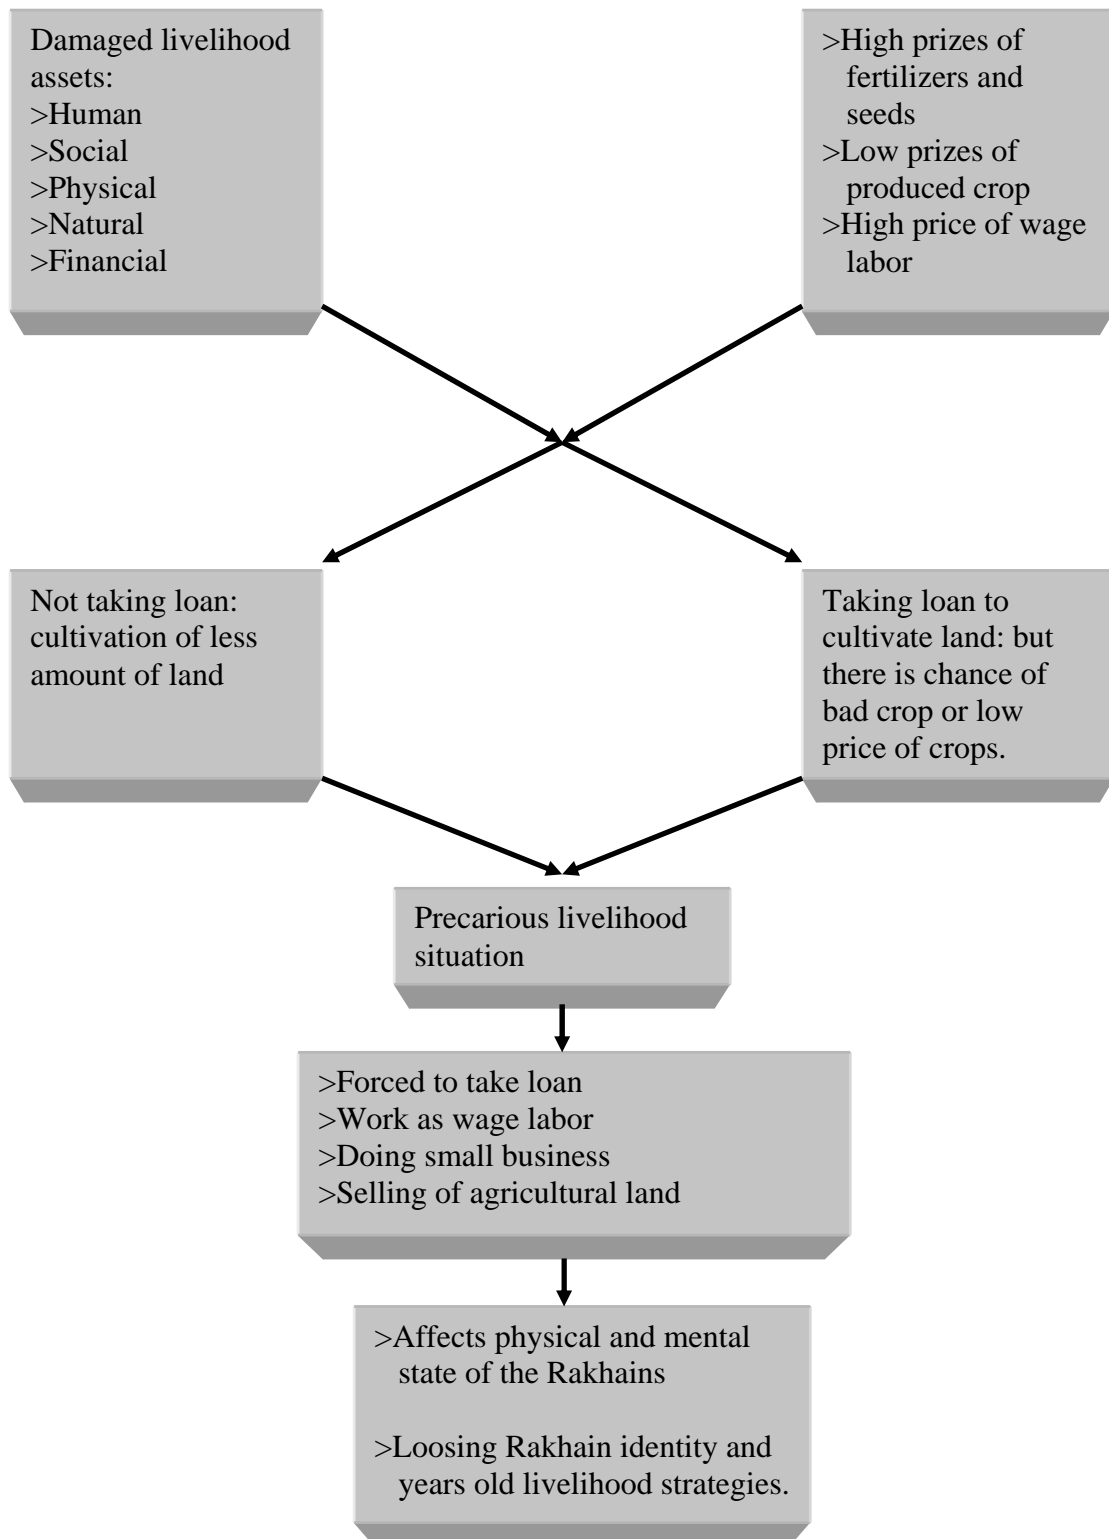 Damaged livelihood
assets:
>Human
>Social
>Physical
>Natural
>Financial
>High prizes of
fertilizers and
seeds
>Low prizes of
produced crop
>High price of wage
labor
Not taking loan:
cultivation of less
amount of land
Taking loan to
cultivate land: but
there is chance of
bad crop or low
price of crops.
Precarious livelihood
situation
>Forced to take loan
>Work as wage labor
>Doing small business
>Selling of agricultural land
>Affects physical and mental
state of the Rakhains
>Loosing Rakhain identity and
years old livelihood strategies.